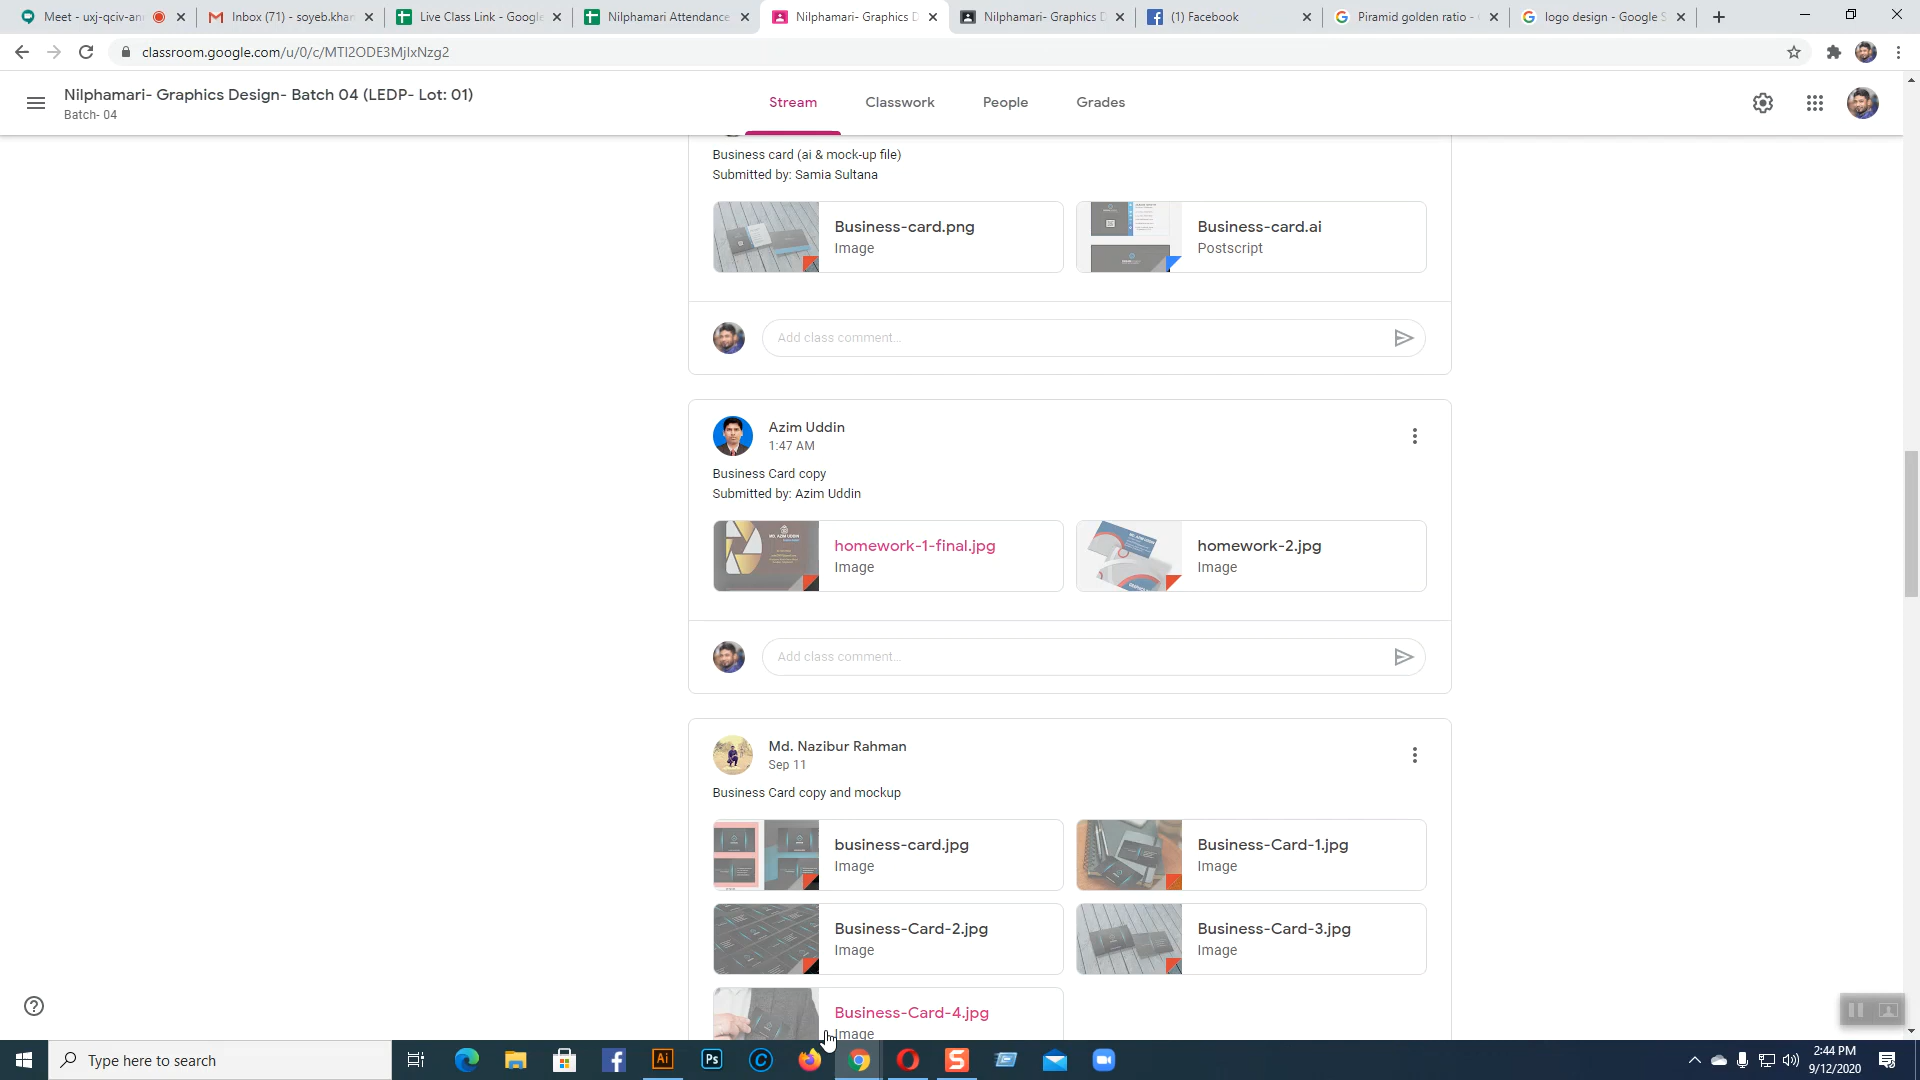 Meet - uxj-qciv-an
Inbox (71) - soyeb.khan
Live Class Link - Google
Nilphamari Attendance
Nilphamari- Graphics D
Nilphamari- Graphics D
(1) Facebook
Piramid golden ratio -
logo design - Google S
classroom.google.com/u/0/c/MTI2ODE3MjIxNzg2
Nilphamari- Graphics Design- Batch 04 (LEDP- Lot: 01)
Batch- 04
Stream
Classwork
People
Grades
Business card (ai & mock-up file)
Submitted by: Samia Sultana
Business-card.png
Image
Business-card.ai
Postscript
Add class comment...
Azim Uddin
1:47 AM
Business Card copy
Submitted by: Azim Uddin
homework-1-final.jpg
Image
homework-2.jpg
Image
Add class comment...
Md. Nazibur Rahman
Sep 11
Business Card copy and mockup
business-card.jpg
Image
Business-Card-1.jpg
Image
Business-Card-2.jpg
Image
Business-Card-3.jpg
Image
Business-Card-4.jpg
Image
Type here to search
2:44 PM
9/12/2020